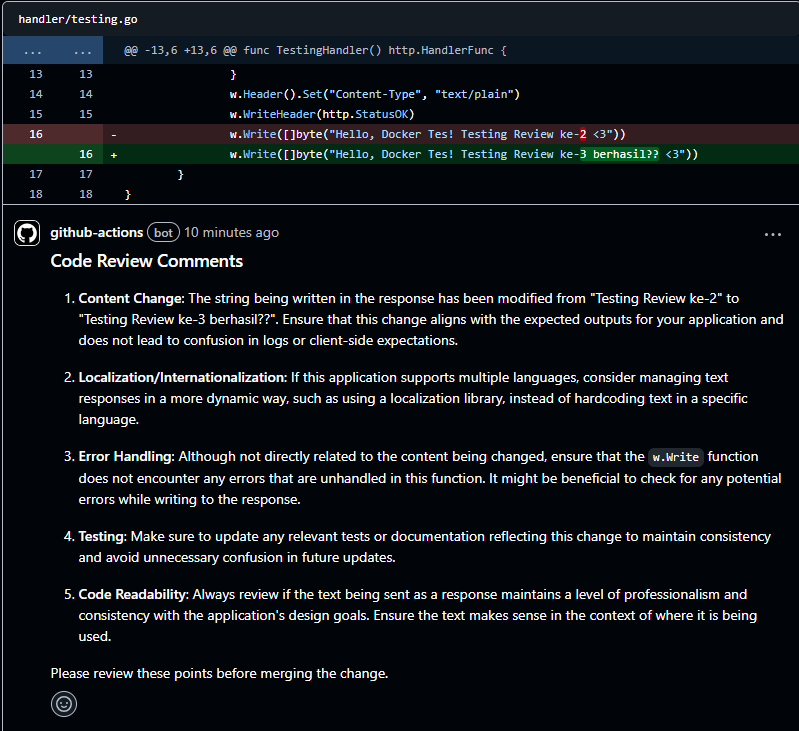 handler/testing.go
... ... @@ -13,6 +13,6 @@ func TestingHandler() http.HandlerFunc {
13 13 }
14 14 w.Header().Set("Content-Type", "text/plain")
15 15 w.WriteHeader(http.StatusOK)
16 - w.Write([]byte("Hello, Docker Tes! Testing Review ke-2 <3"))
16 + w.Write([]byte("Hello, Docker Tes! Testing Review ke-3 berhasil?? <3"))
17 17 }
18 18 }
github-actions bot 10 minutes ago ...
Code Review Comments
1. Content Change: The string being written in the response has been modified from "Testing Review ke-2" to
"Testing Review ke-3 berhasil??". Ensure that this change aligns with the expected outputs for your application and
does not lead to confusion in logs or client-side expectations.
2. Localization/Internationalization: If this application supports multiple languages, consider managing text
responses in a more dynamic way, such as using a localization library, instead of hardcoding text in a specific
language.
3. Error Handling: Although not directly related to the content being changed, ensure that the w.Write function
does not encounter any errors that are unhandled in this function. It might be beneficial to check for any potential
errors while writing to the response.
4. Testing: Make sure to update any relevant tests or documentation reflecting this change to maintain consistency
and avoid unnecessary confusion in future updates.
5. Code Readability: Always review if the text being sent as a response maintains a level of professionalism and
consistency with the application's design goals. Ensure the text makes sense in the context of where it is being
used.
Please review these points before merging the change.